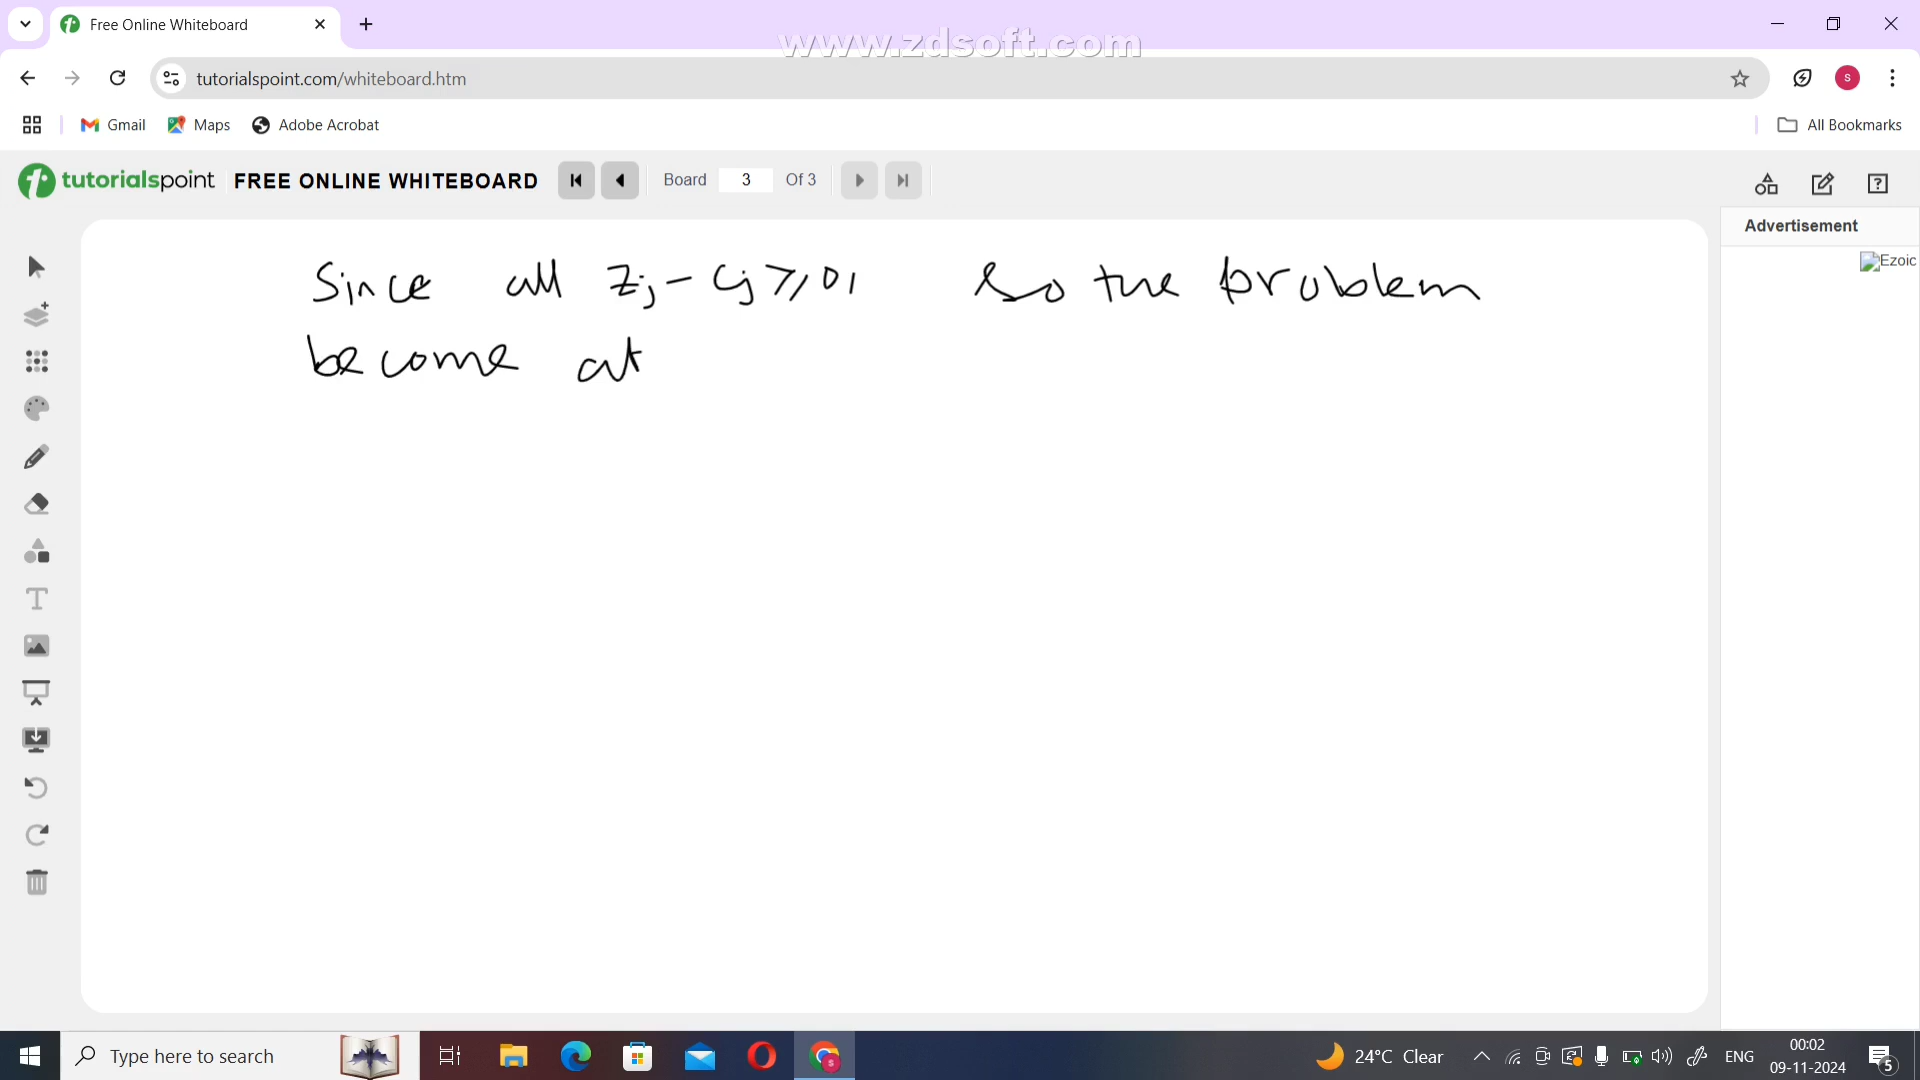 Free Online Whiteboard
www.zdsoft.com
tutorialspoint.com/whiteboard.htm
S
Gmail
Maps
Adobe Acrobat
All Bookmarks
tutorialspoint FREE ONLINE WHITEBOARD
Board 3 Of 3
Advertisement
Ezoic
Since all Zj - Cj ≥ 0, so the problem
become at
Type here to search
24°C Clear
ENG
00:02
09-11-2024
5